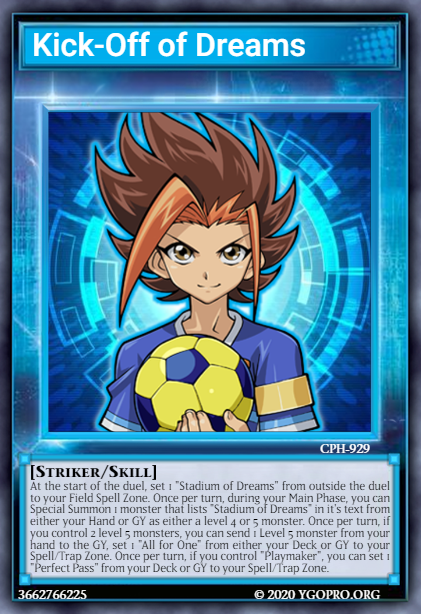 Kick-Off of Dreams
CPH-929
[Striker/Skill]
At the start of the duel, set 1 "Stadium of Dreams" from outside the duel
to your Field Spell Zone. Once per turn, during your Main Phase, you can
Special Summon 1 monster that lists "Stadium of Dreams" in it's text from
either your Hand or GY as either a level 4 or 5 monster. Once per turn, if
you control 2 level 5 monsters, you can send 1 Level 5 monster from your
hand to the GY, set 1 "All for One" from either your Deck or GY to your
Spell/Trap Zone. Once per turn, if you control "Playmaker", you can set 1
"Perfect Pass" from your Deck or GY to your Spell/Trap Zone.
3662766225
© 2020 YGOPRO.ORG